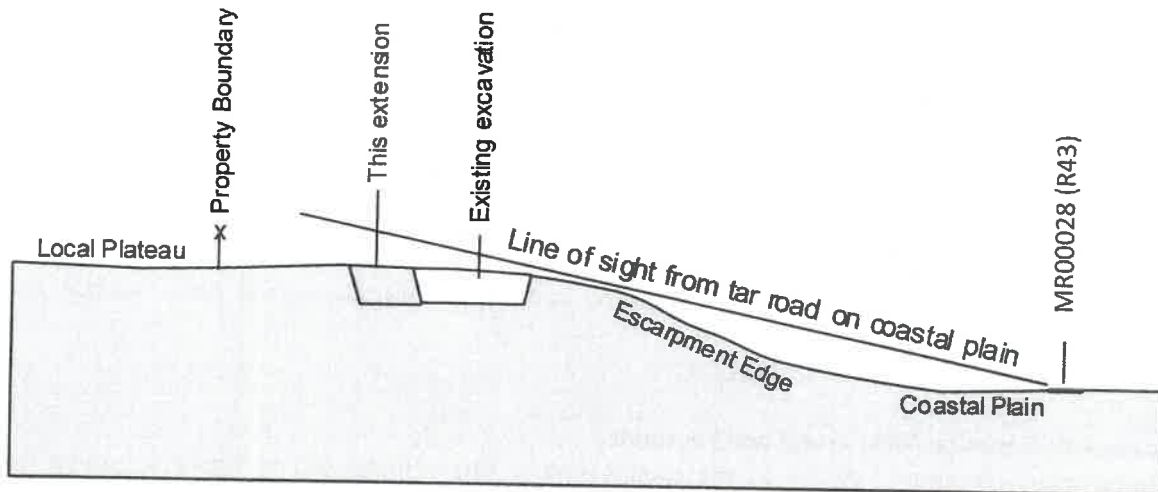 x Property Boundary
This extension
Existing excavation
Local Plateau
Line of sight from tar road on coastal plain
Escarpment Edge
Coastal Plain
MR00028 (R43)